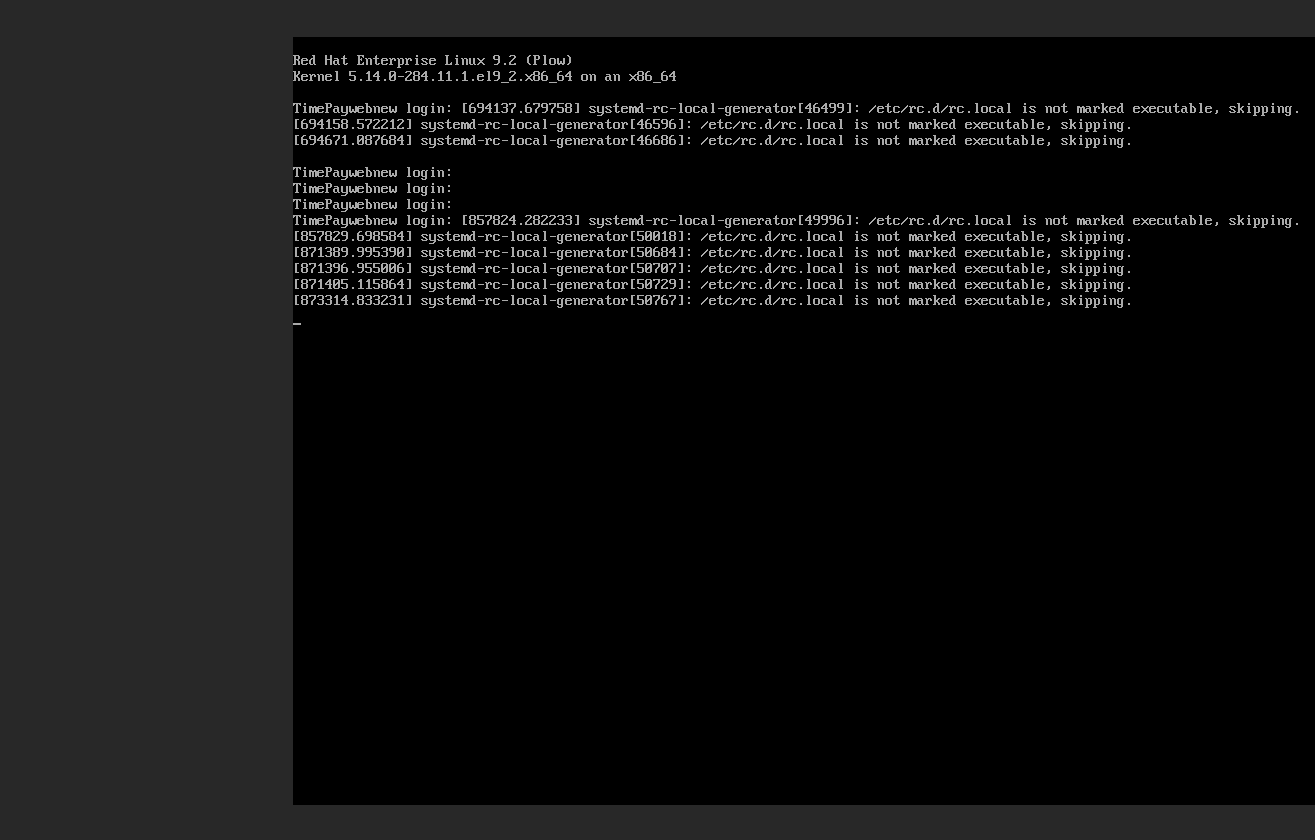 Red Hat Enterprise Linux 9.2 (Plow)
Kernel 5.14.0-284.11.1.el9_2.x86_64 on an x86_64
TimePaywebnew login: [694137.679758] systemd-rc-local-generator[46499]: /etc/rc.d/rc.local is not marked executable, skipping.
[694158.572212] systemd-rc-local-generator[46596]: /etc/rc.d/rc.local is not marked executable, skipping.
[694671.087684] systemd-rc-local-generator[46686]: /etc/rc.d/rc.local is not marked executable, skipping.
TimePaywebnew login:
TimePaywebnew login:
TimePaywebnew login:
TimePaywebnew login: [857824.282233] systemd-rc-local-generator[49996]: /etc/rc.d/rc.local is not marked executable, skipping.
[857829.698584] systemd-rc-local-generator[50018]: /etc/rc.d/rc.local is not marked executable, skipping.
[871389.995390] systemd-rc-local-generator[50684]: /etc/rc.d/rc.local is not marked executable, skipping.
[871396.955006] systemd-rc-local-generator[50707]: /etc/rc.d/rc.local is not marked executable, skipping.
[871405.115864] systemd-rc-local-generator[50729]: /etc/rc.d/rc.local is not marked executable, skipping.
[873314.833231] systemd-rc-local-generator[50767]: /etc/rc.d/rc.local is not marked executable, skipping.